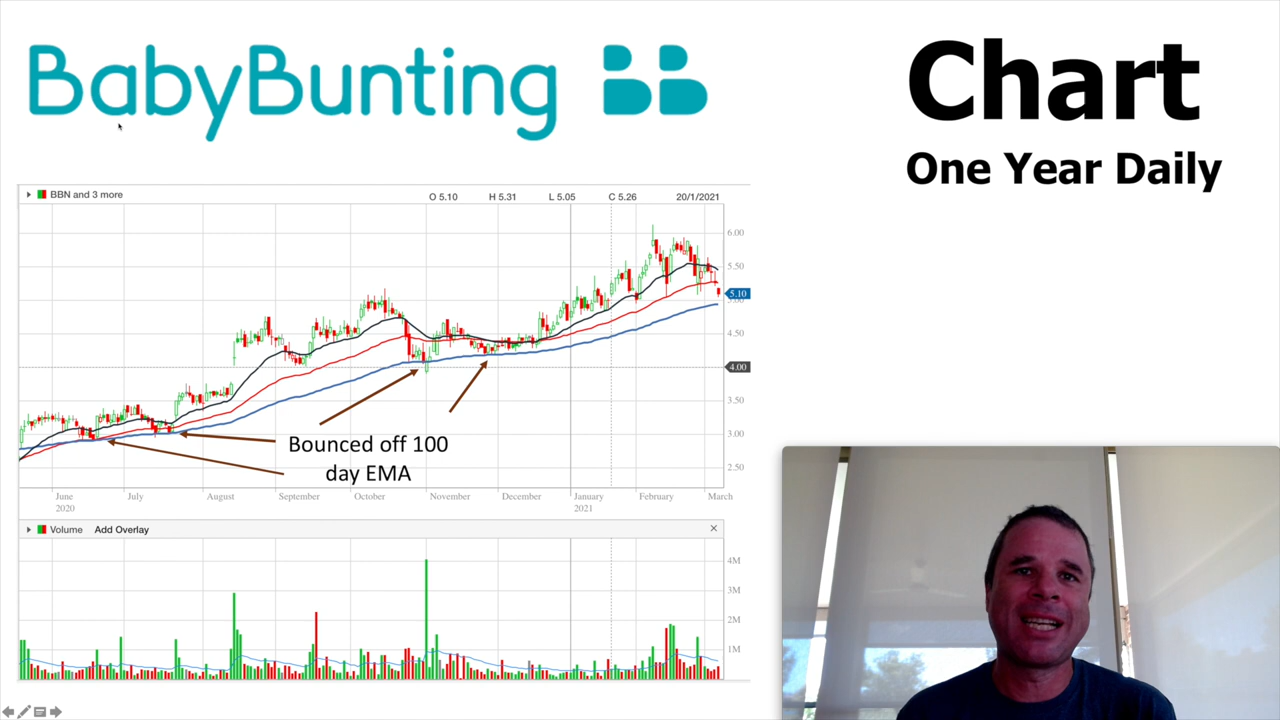 BabyBunting BB
Chart
One Year Daily
BBN and 3 more
O 5.10 H 5.31 L 5.05 C 5.26 20/1/2021
6.00
5.50
5.10
5.00
4.50
4.00
3.50
3.00
2.50
Bounced off 100
day EMA
June July August September October November December January February March
2020 2021
Volume Add Overlay
4M
3M
2M
1M